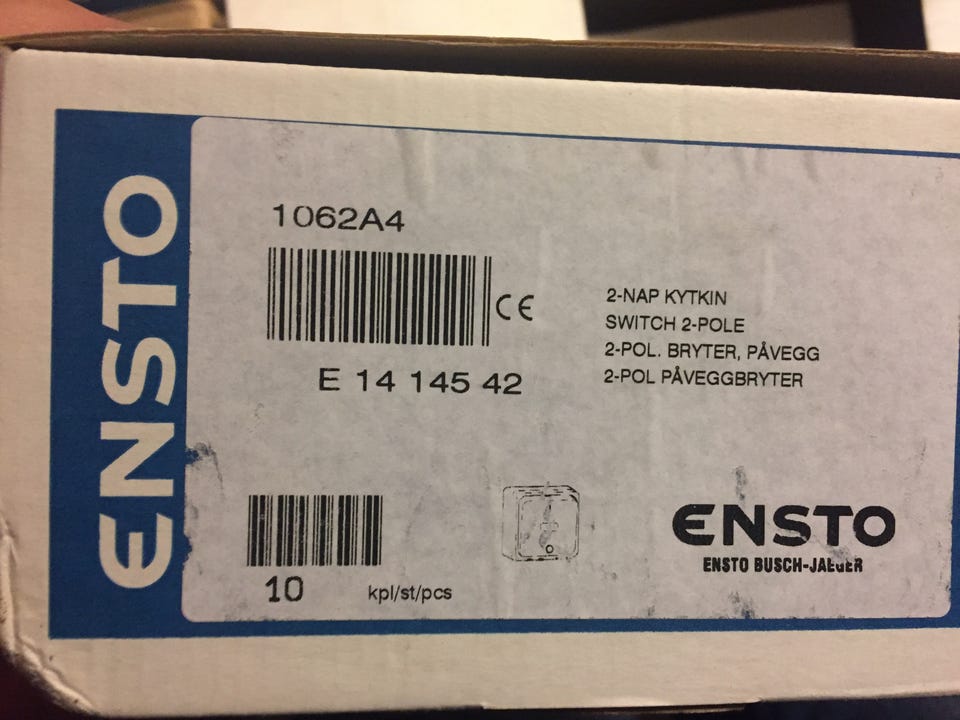 ENSTO
1062A4
CE
E 14 145 42
2-NAP KYTKIN
SWITCH 2-POLE
2-POL. BRYTER, PÅVEGG
2-POL PÅVEGGBRYTER
10 kpl/st/pcs
ENSTO
ENSTO BUSCH-JAEGER